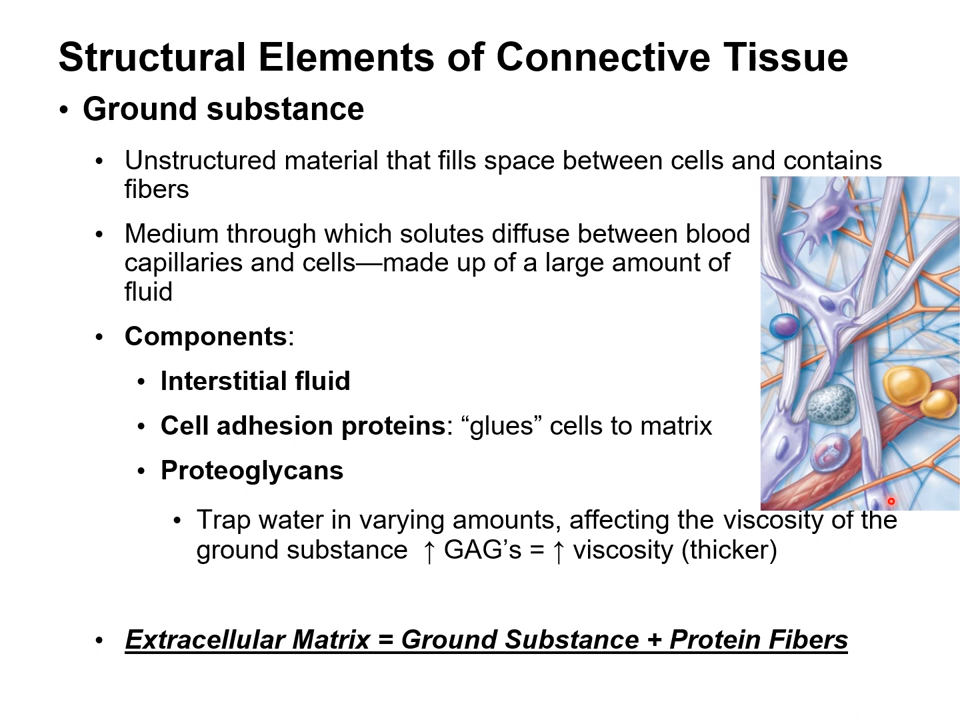 Structural Elements of Connective Tissue
• Ground substance
• Unstructured material that fills space between cells and contains
fibers
• Medium through which solutes diffuse between blood
capillaries and cells—made up of a large amount of
fluid
• Components:
• Interstitial fluid
• Cell adhesion proteins: “glues” cells to matrix
• Proteoglycans
• Trap water in varying amounts, affecting the viscosity of the
ground substance ↑ GAG’s = ↑ viscosity (thicker)
• Extracellular Matrix = Ground Substance + Protein Fibers